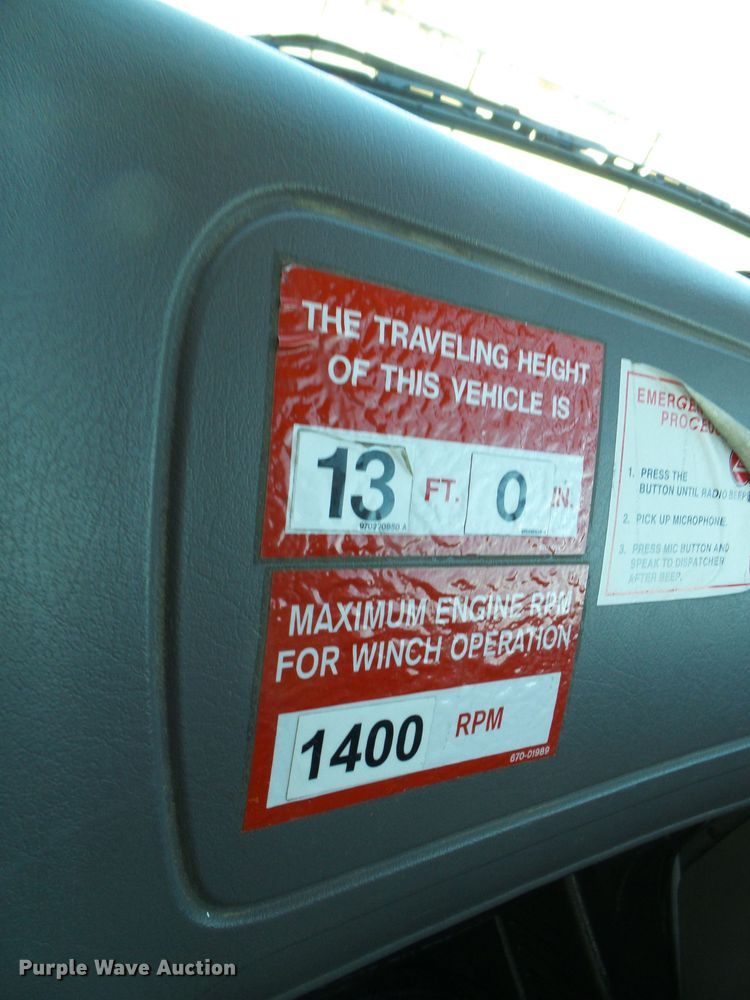 THE TRAVELING HEIGHT
OF THIS VEHICLE IS
13 FT. 0 IN.
970270850 A
MAXIMUM ENGINE RPM
FOR WINCH OPERATION
1400 RPM
670-01989
1. PRESS THE
BUTTON UNTIL RADIO
2. PICK UP MICROPHONE.
3. PRESS MIC BUTTON AND
SPEAK TO DISPATCHER
AFTER BEEP.
Purple Wave Auction